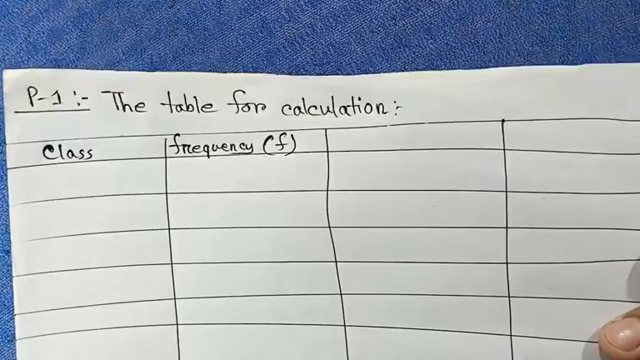 P-1:- The table for calculation:-
Class frequency (f)